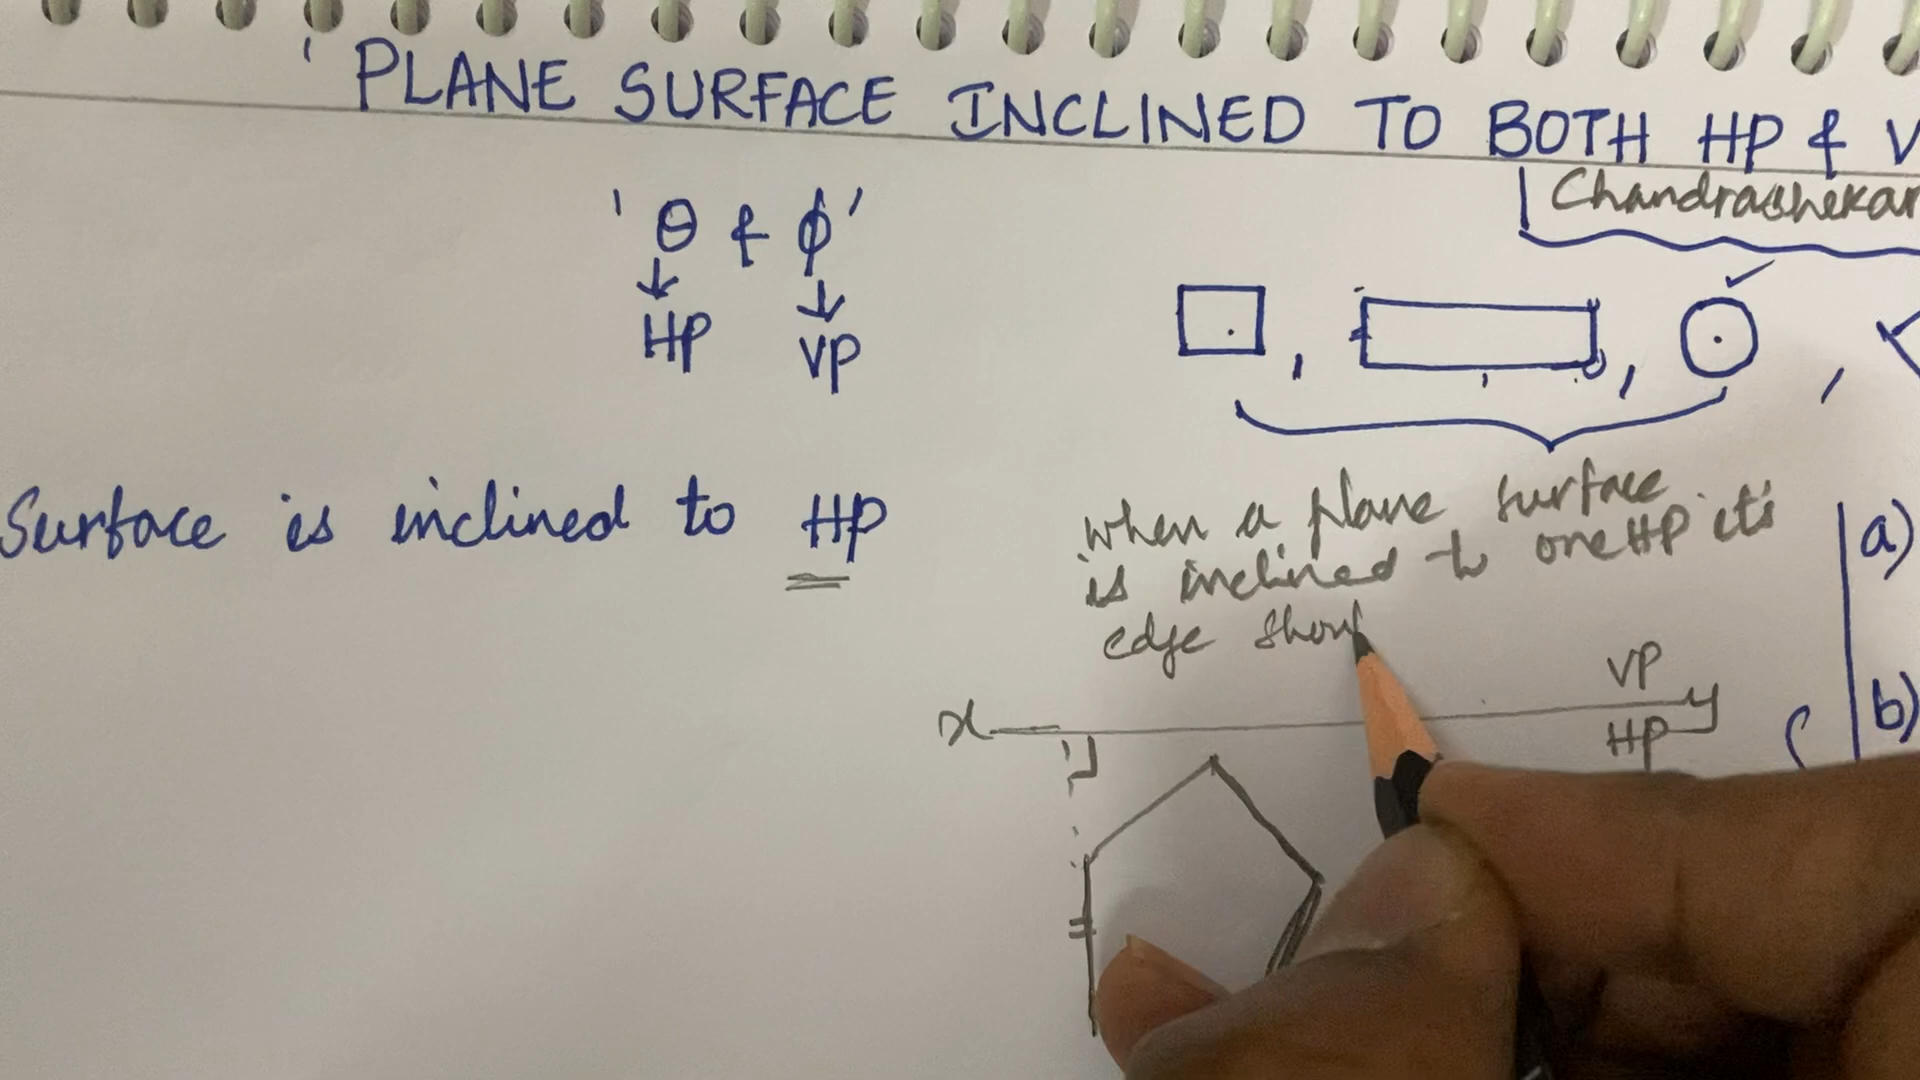 ' PLANE SURFACE INCLINED TO BOTH HP & V
Chandrashekar
' θ & ϕ '
↓ ↓
HP VP
, , ,
Surface is inclined to HP
when a plane surface
is inclined to one HP it's
edge shoul
a)
b)
VP
x y
HP